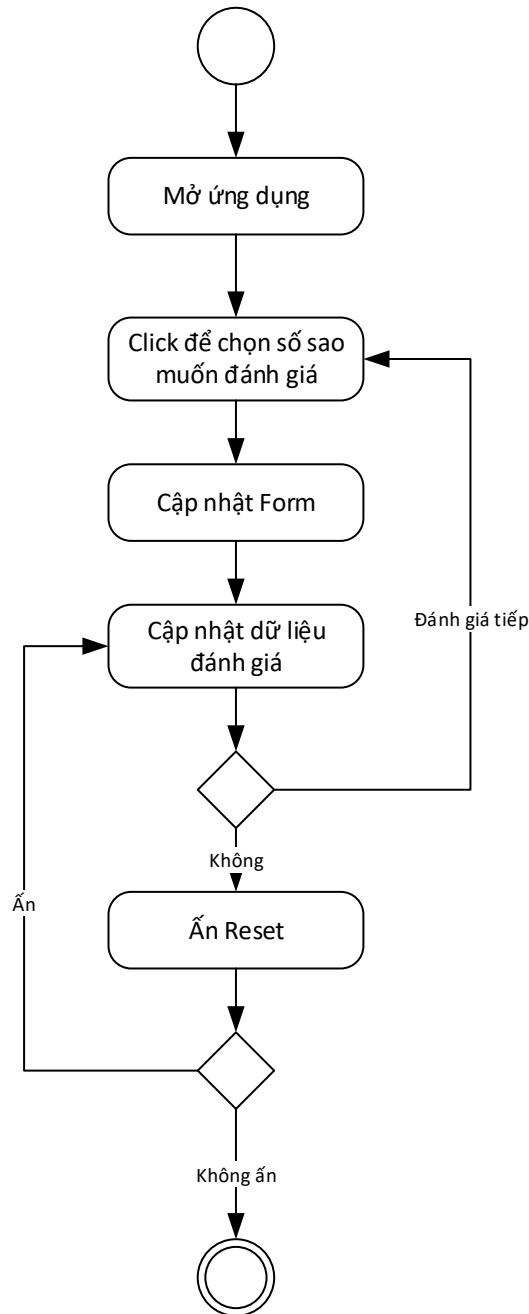 Mở ứng dụng
Click để chọn số sao
muốn đánh giá
Cập nhật Form
Cập nhật dữ liệu
đánh giá
Đánh giá tiếp
Không
Ấn
Ấn Reset
Không ấn